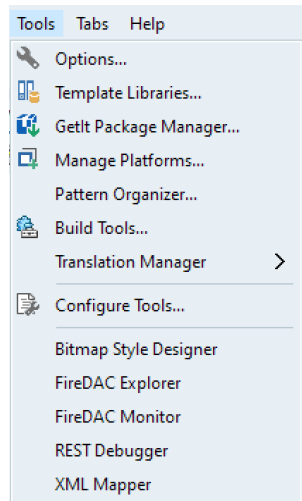 Tools Tabs Help
Options...
Template Libraries...
GetIt Package Manager...
Manage Platforms...
Pattern Organizer...
Build Tools...
Translation Manager
Configure Tools...
Bitmap Style Designer
FireDAC Explorer
FireDAC Monitor
REST Debugger
XML Mapper